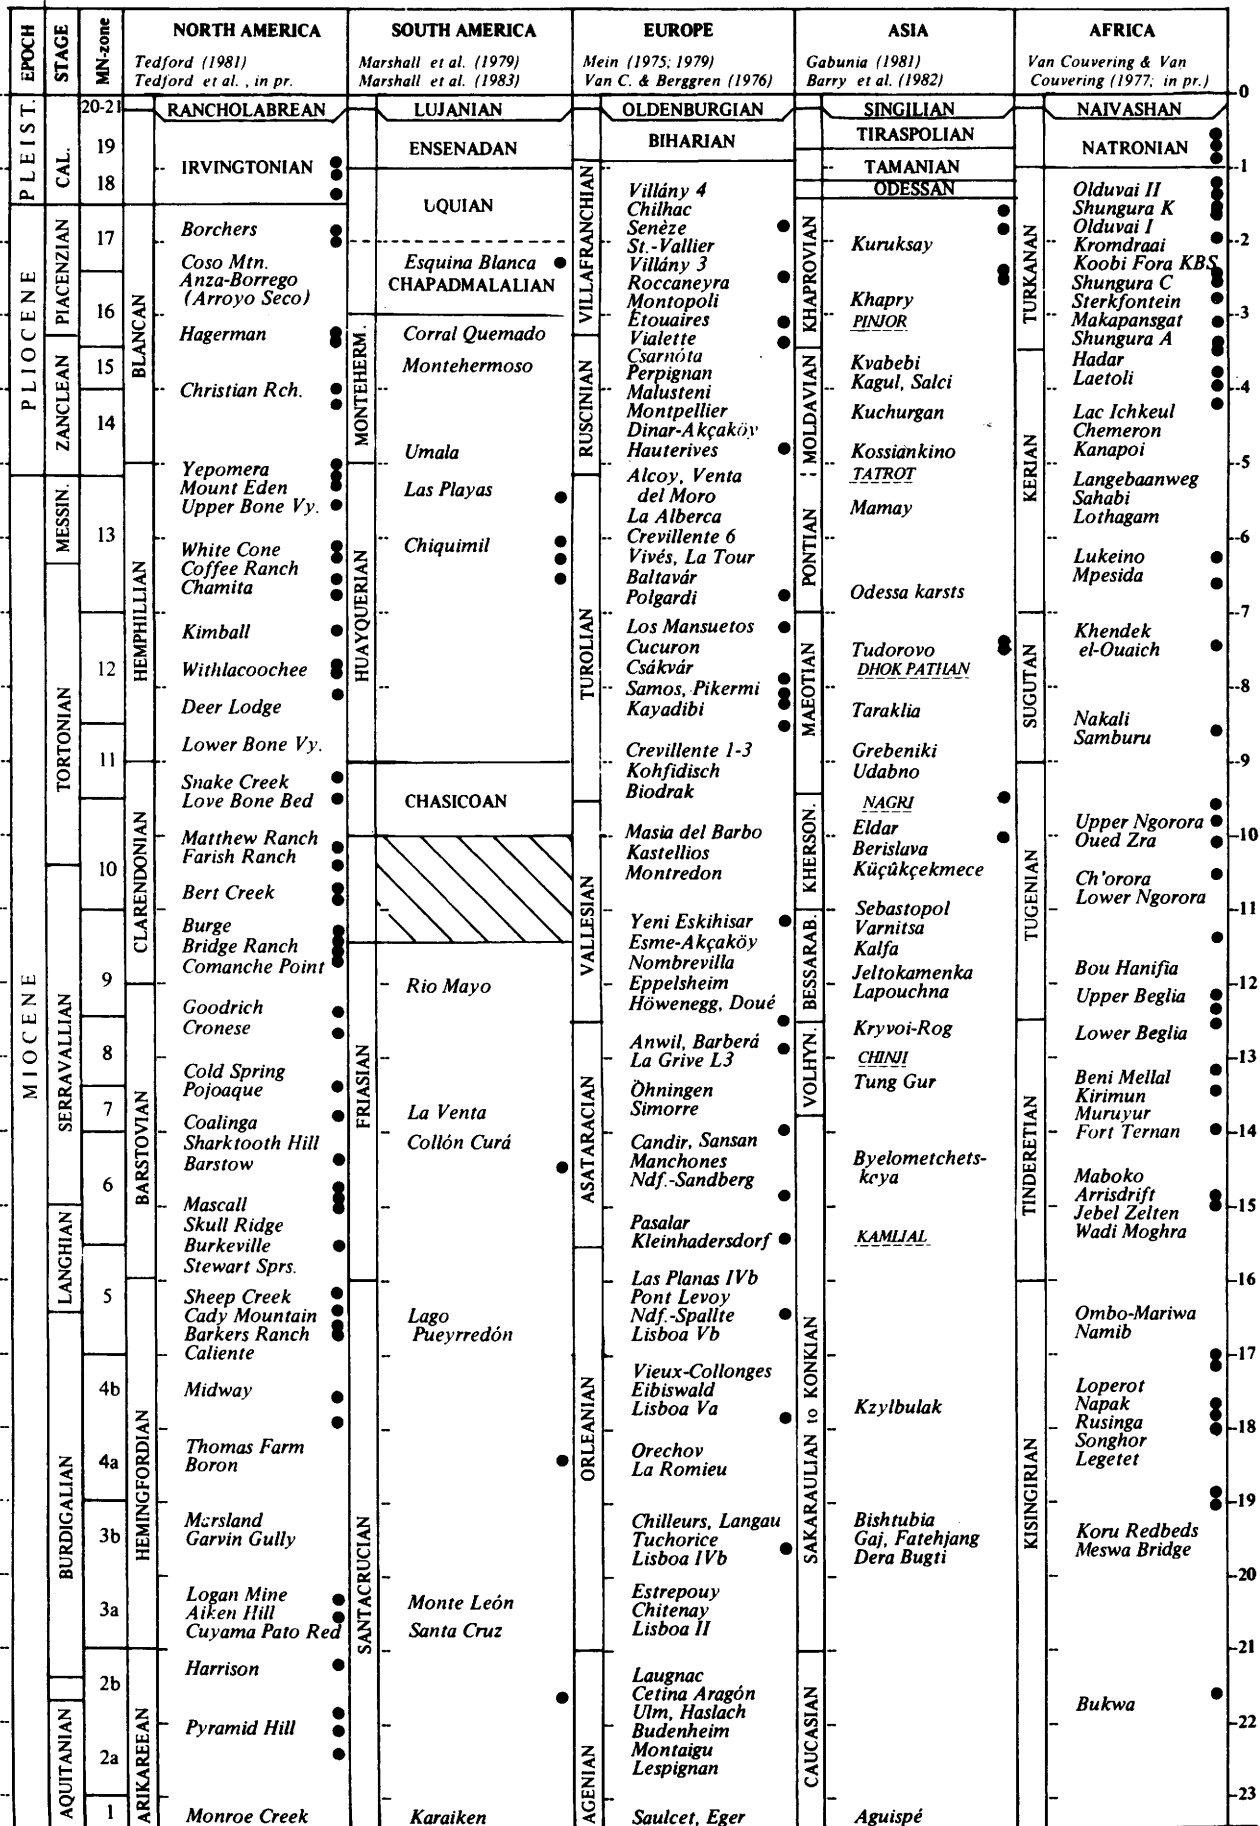 EPOCH
STAGE
MN-zone
NORTH AMERICA
Tedford (1981)
Tedford et al., in pr.
SOUTH AMERICA
Marshall et al. (1979)
Marshall et al. (1983)
EUROPE
Mein (1975; 1979)
Van C. & Berggren (1976)
ASIA
Gabunia (1981)
Barry et al. (1982)
AFRICA
Van Couvering & Van
Couvering (1977; in pr.)
PLEIST.
PLIOCENE
MIOCENE
CAL.
PIACENZIAN
ZANCLEAN
MESSIN.
TORTONIAN
SERRAVALLIAN
LANGHIAN
BURDIGALIAN
AQUITANIAN
20-21
19
18
17
16
15
14
13
12
11
10
9
8
7
6
5
4b
4a
3b
3a
2b
2a
1
RANCHOLABREAN
IRVINGTONIAN
BLANCAN
HEMPHILLIAN
CLARENDONIAN
BARSTOVIAN
HEMINGFORDIAN
ARIKAREEAN
Borchers
Coso Mtn.
Anza-Borrego
(Arroyo Seco)
Hagerman
Christian Rch.
Yepomera
Mount Eden
Upper Bone Vy.
White Cone
Coffee Ranch
Chamita
Kimball
Withlacoochee
Deer Lodge
Lower Bone Vy.
Snake Creek
Love Bone Bed
Matthew Ranch
Farish Ranch
Bert Creek
Burge
Bridge Ranch
Comanche Point
Goodrich
Cronese
Cold Spring
Pojoaque
Coalinga
Sharktooth Hill
Barstow
Mascall
Skull Ridge
Burkeville
Stewart Sprs.
Sheep Creek
Cady Mountain
Barkers Ranch
Caliente
Midway
Thomas Farm
Boron
Marsland
Garvin Gully
Logan Mine
Aiken Hill
Cuyama Pato Red
Harrison
Pyramid Hill
Monroe Creek
LUJANIAN
ENSENADAN
UQUIAN
Esquina Blanca
CHAPADMALALIAN
MONTEHERM.
HUAYQUERIAN
CHASICOAN
FRIASIAN
SANTACRUCIAN
Corral Quemado
Montehermoso
Umala
Las Playas
Chiquimil
Rio Mayo
La Venta
Collón Curá
Lago
Pueyrredón
Monte León
Santa Cruz
Karaiken
OLDENBURGIAN
BIHARIAN
VILLAFRANCHIAN
RUSCINIAN
TUROLIAN
VALLESIAN
ASATARACIAN
ORLEANIAN
AGENIAN
Villány 4
Chilhac
Senèze
St.-Vallier
Villány 3
Roccaneyra
Montopoli
Étouaires
Vialette
Csarnóta
Perpignan
Malusteni
Montpellier
Dinar-Akçaköy
Hauterives
Alcoy, Venta
del Moro
La Alberca
Crevillente 6
Vivés, La Tour
Baltavár
Polgardi
Los Mansuetos
Cucuron
Csákvár
Samos, Pikermi
Kayadibi
Crevillente 1-3
Kohfidisch
Biodrak
Masia del Barbo
Kastellios
Montredon
Yeni Eskihisar
Esme-Akçaköy
Nombrevilla
Eppelsheim
Höwenegg, Doué
Anwil, Barberá
La Grive L3
Öhningen
Simorre
Candir, Sansan
Manchones
Ndf.-Sandberg
Pasalar
Kleinhadersdorf
Las Planas IVb
Pont Levoy
Ndf.-Spallte
Lisboa Vb
Vieux-Collonges
Eibiswald
Lisboa Va
Orechov
La Romieu
Chilleurs, Langau
Tuchorice
Lisboa IVb
Estrepouy
Chitenay
Lisboa II
Laugnac
Cetina Aragón
Ulm, Haslach
Budenheim
Montaigu
Lespignan
Saulcet, Eger
SINGILIAN
TIRASPOLIAN
TAMANIAN
ODESSAN
KHAPROVIAN
MOLDAVIAN
PONTIAN
MAEOTIAN
KHERSON.
BESSARAB.
VOLHYN.
SAKARAULIAN to KONKIAN
CAUCASIAN
Kuruksay
Khapry
PINJOR
Kvabebi
Kagul, Salci
Kuchurgan
Kossiankino
TATROT
Mamay
Odessa karsts
Tudorovo
DHOK PATHAN
Taraklia
Grebeniki
Udabno
NAGRI
Eldar
Berislava
Küçûkçekmece
Sebastopol
Varnitsa
Kalfa
Jeltokamenka
Lapouchna
Kryvoi-Rog
CHINJI
Tung Gur
Byelometchets-
kcya
KAMLIAL
Kzylbulak
Bishtubia
Gaj, Fatehjang
Dera Bugti
Aguispé
NAIVASHAN
NATRONIAN
TURKANAN
KERIAN
SUGUTAN
TUGENIAN
TINDERETIAN
KISINGIRIAN
Olduvai II
Shungura K
Olduvai I
Kromdraai
Koobi Fora KBS
Shungura C
Sterkfontein
Makapansgat
Shungura A
Hadar
Laetoli
Lac Ichkeul
Chemeron
Kanapoi
Langebaanweg
Sahabi
Lothagam
Lukeino
Mpesida
Khendek
el-Ouaich
Nakali
Samburu
Upper Ngorora
Oued Zra
Ch'orora
Lower Ngorora
Bou Hanifia
Upper Beglia
Lower Beglia
Beni Mellal
Kirimun
Muruyur
Fort Ternan
Maboko
Arrisdrift
Jebel Zelten
Wadi Moghra
Ombo-Mariwa
Namib
Loperot
Napak
Rusinga
Songhor
Legetet
Koru Redbeds
Meswa Bridge
Bukwa
0
1
2
3
4
5
6
7
8
9
10
11
12
13
14
15
16
17
18
19
20
21
22
23